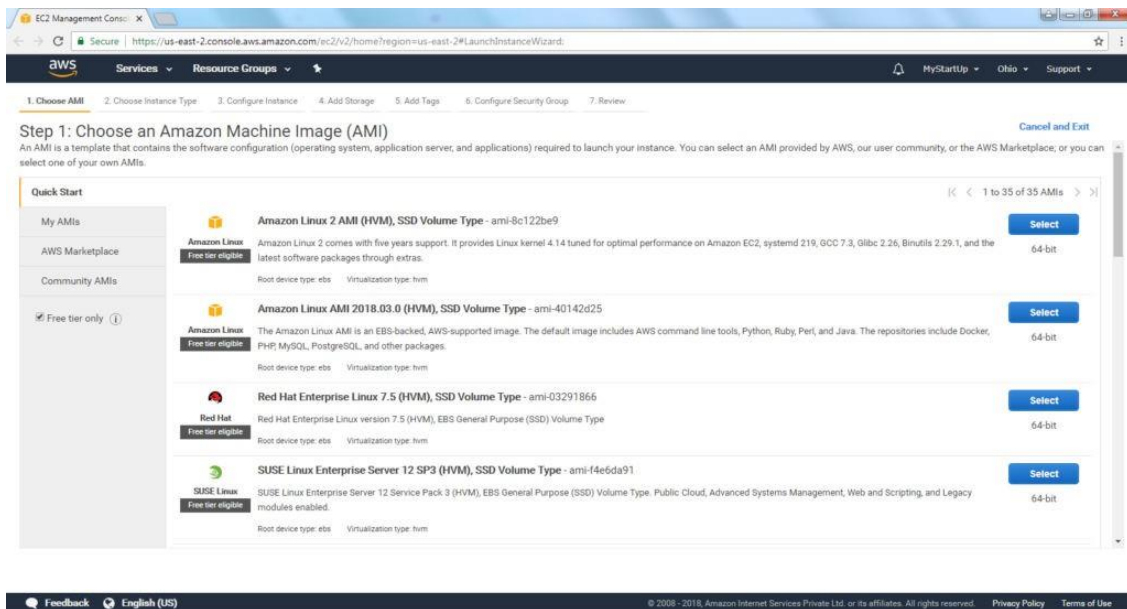 EC2 Management Conso
Secure https://us-east-2.console.aws.amazon.com/ec2/v2/home?region=us-east-2#LaunchInstanceWizard:
aws Services Resource Groups MyStartUp Ohio Support
1. Choose AMI 2. Choose Instance Type 3. Configure Instance 4. Add Storage 5. Add Tags 6. Configure Security Group 7. Review
Step 1: Choose an Amazon Machine Image (AMI)
Cancel and Exit
An AMI is a template that contains the software configuration (operating system, application server, and applications) required to launch your instance. You can select an AMI provided by AWS, our user community, or the AWS Marketplace; or you can
select one of your own AMIs.
Quick Start
1 to 35 of 35 AMIs
My AMIs
AWS Marketplace
Community AMIs
Free tier only
Amazon Linux
Free tier eligible
Amazon Linux 2 AMI (HVM), SSD Volume Type - ami-8c122be9
Amazon Linux 2 comes with five years support. It provides Linux kernel 4.14 tuned for optimal performance on Amazon EC2, systemd 219, GCC 7.3, Glibc 2.26, Binutils 2.29.1, and the
latest software packages through extras.
Root device type: ebs Virtualization type: hvm
Select
64-bit
Amazon Linux
Free tier eligible
Amazon Linux AMI 2018.03.0 (HVM), SSD Volume Type - ami-40142d25
The Amazon Linux AMI is an EBS-backed, AWS-supported image. The default image includes AWS command line tools, Python, Ruby, Perl, and Java. The repositories include Docker,
PHP, MySQL, PostgreSQL, and other packages.
Root device type: ebs Virtualization type: hvm
Select
64-bit
Red Hat
Free tier eligible
Red Hat Enterprise Linux 7.5 (HVM), SSD Volume Type - ami-03291866
Red Hat Enterprise Linux version 7.5 (HVM), EBS General Purpose (SSD) Volume Type
Root device type: ebs Virtualization type: hvm
Select
64-bit
SUSE Linux
Free tier eligible
SUSE Linux Enterprise Server 12 SP3 (HVM), SSD Volume Type - ami-f4e6da91
SUSE Linux Enterprise Server 12 Service Pack 3 (HVM), EBS General Purpose (SSD) Volume Type. Public Cloud, Advanced Systems Management, Web and Scripting, and Legacy
modules enabled.
Root device type: ebs Virtualization type: hvm
Select
64-bit
Feedback English (US) © 2008 - 2018, Amazon Internet Services Private Ltd. or its affiliates. All rights reserved. Privacy Policy Terms of Use